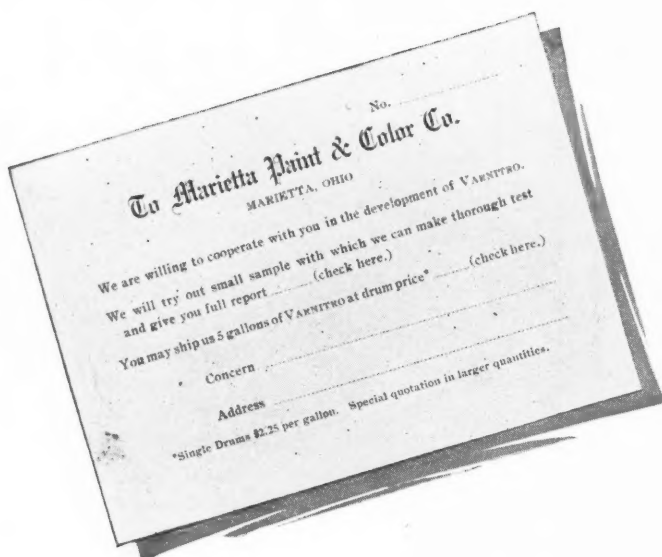 No. ....................
To Marietta Paint & Color Co.
MARIETTA, OHIO
We are willing to cooperate with you in the development of VARNITRO.
We will try out small sample with which we can make thorough test
and give you full report .......... (check here.)
You may ship us 5 gallons of VARNITRO at drum price* .......... (check here.)
Concern ....................
Address ....................
*Single Drums $2.25 per gallon. Special quotation in larger quantities.